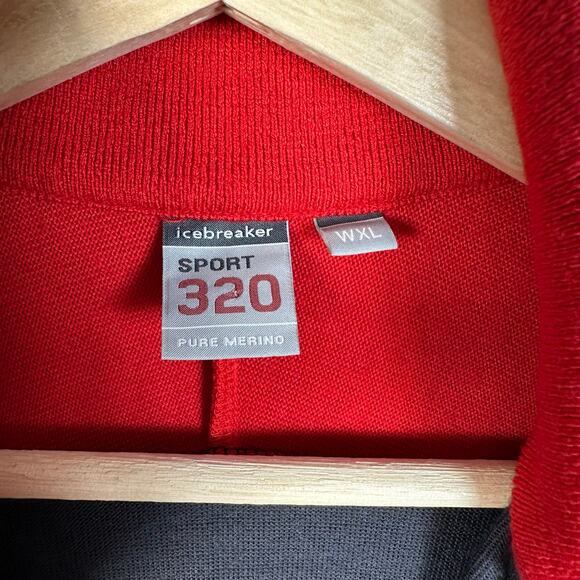 icebreaker
SPORT
320
PURE MERINO
WXL